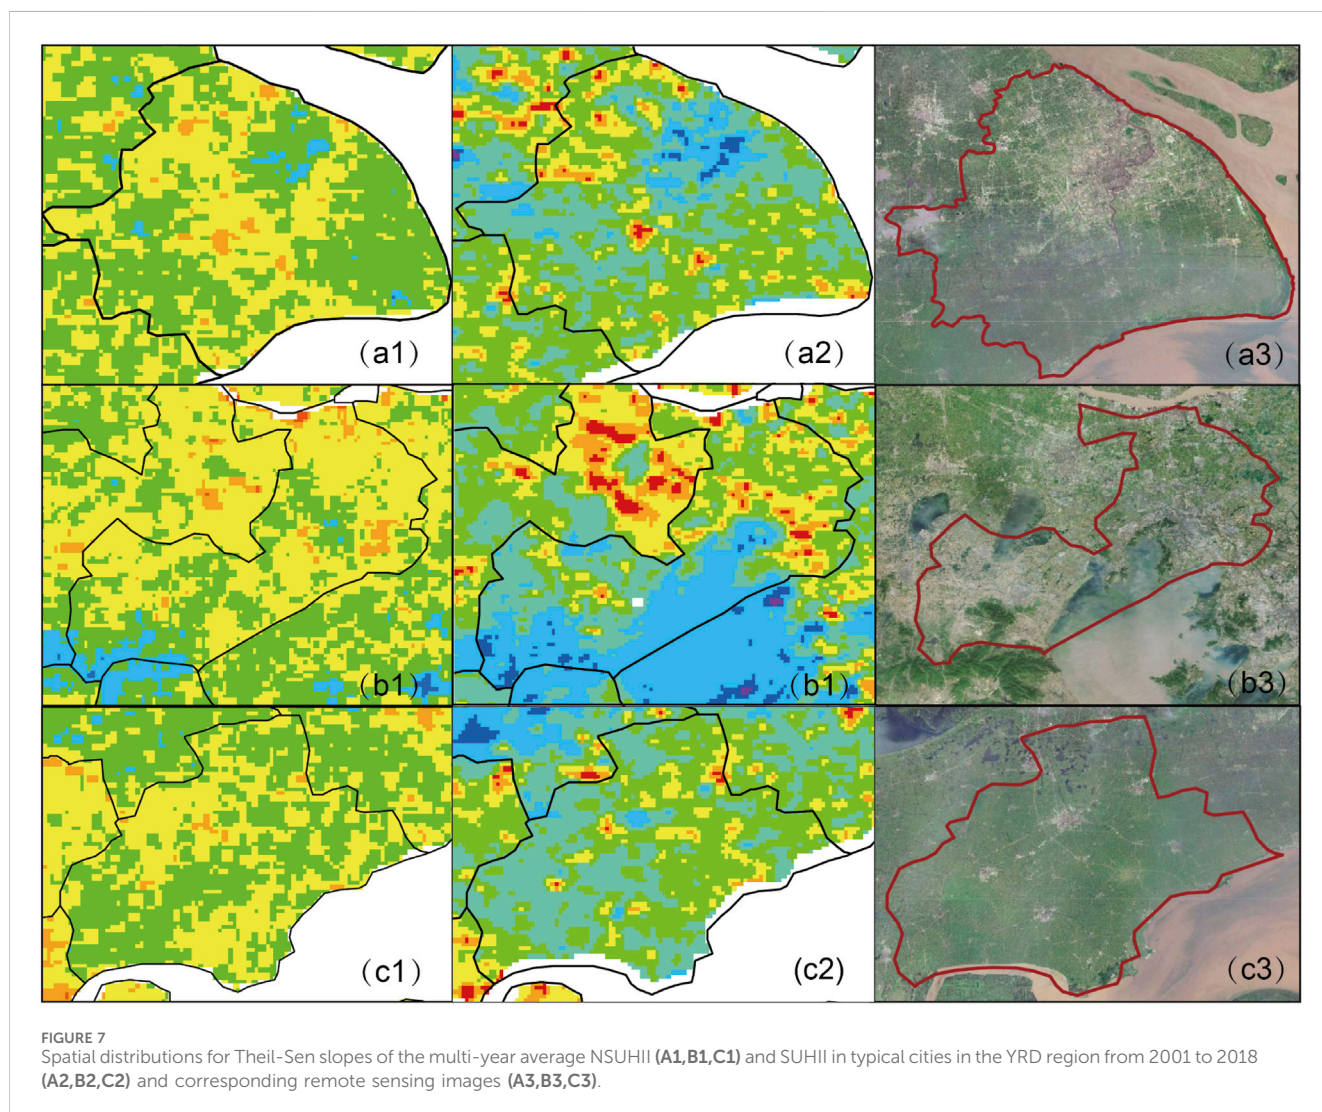 （a1）
（a2）
（a3）
（b1）
（b1）
（b3）
（c1）
(c2)
（c3）
FIGURE 7
Spatial distributions for Theil-Sen slopes of the multi-year average NSUHII (A1,B1,C1) and SUHII in typical cities in the YRD region from 2001 to 2018
(A2,B2,C2) and corresponding remote sensing images (A3,B3,C3).